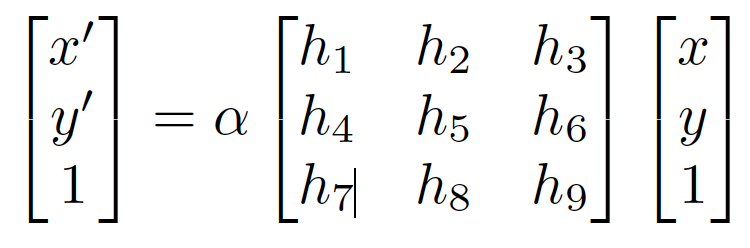 [x′] = α [h₁ h₂ h₃] [x]
[y′] [h₄ h₅ h₆] [y]
[1] [h₇ h₈ h₉] [1]